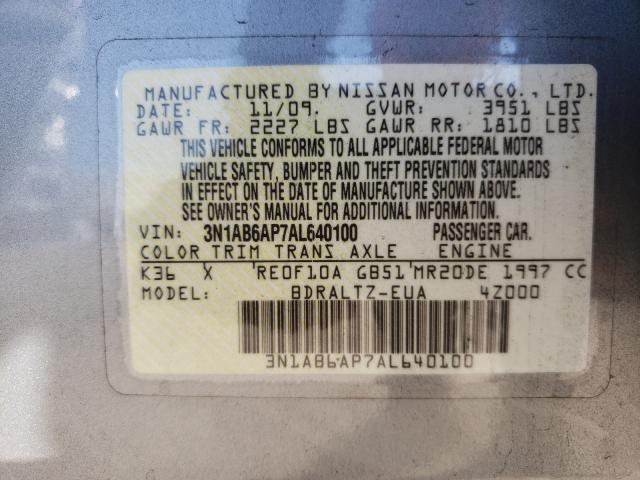 MANUFACTURED BY NISSAN MOTOR CO., LTD.
DATE: 11/09. GVWR: 3951 LBS
GAWR FR: 2227 LBS GAWR RR: 1810 LBS
THIS VEHICLE CONFORMS TO ALL APPLICABLE FEDERAL MOTOR
VEHICLE SAFETY, BUMPER AND THEFT PREVENTION STANDARDS
IN EFFECT ON THE DATE OF MANUFACTURE SHOWN ABOVE.
SEE OWNER'S MANUAL FOR ADDITIONAL INFORMATION.
VIN: 3N1AB6AP7AL640100 PASSENGER CAR.
COLOR TRIM TRANS AXLE ENGINE
K36 X RE0F10A GB51 MR20DE 1997 CC
MODEL: BDRALTZ-EUA 4Z000
3N1AB6AP7AL640100